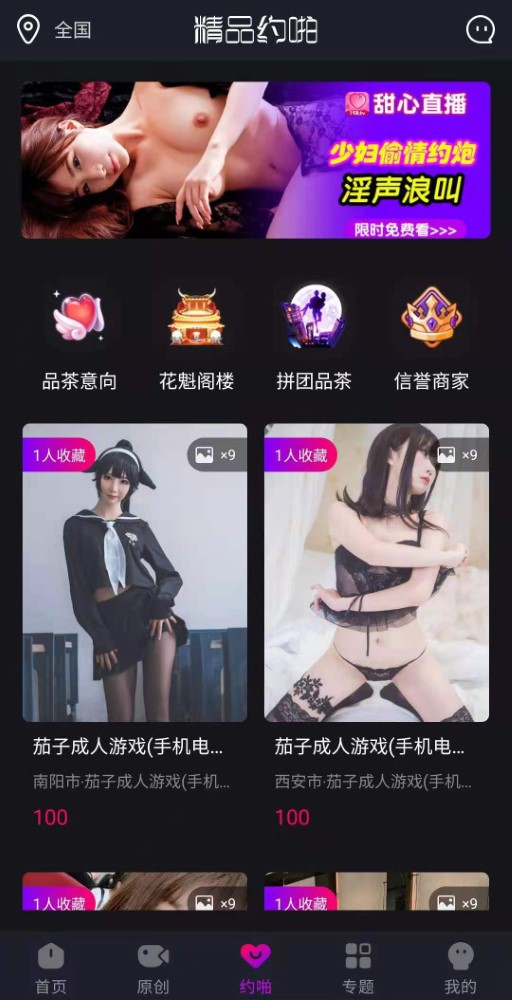 全国
精品约啪
甜心直播
少妇偷情约炮
淫声浪叫
限时免费看>>>
品茶意向
花魁阁楼
拼团品茶
信誉商家
1人收藏
×9
1人收藏
×9
茄子成人游戏(手机电...
茄子成人游戏(手机电...
南阳市·茄子成人游戏(手机...
西安市·茄子成人游戏(手机...
100
100
1人收藏
×9
1人收藏
×9
首页
原创
约啪
专题
我的